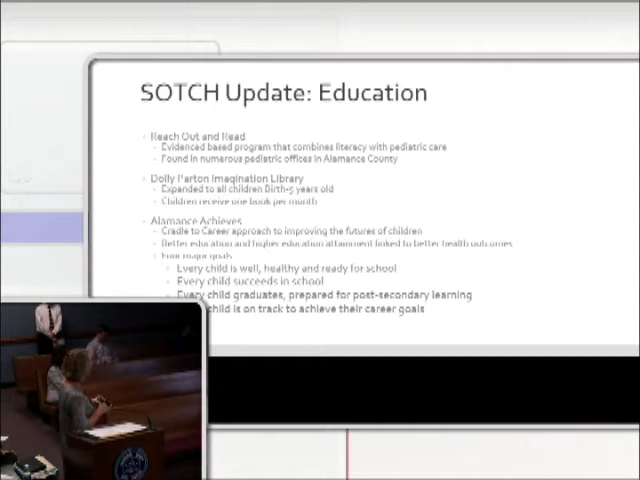 SOTCH Update: Education
Reach Out and Read
Evidenced based program that combines literacy with pediatric care
Found in numerous pediatric offices in Alamance County
Dolly Parton Imagination Library
Expanded to all children Birth-5 years old
Children receive one book per month
Alamance Achieves
Cradle to Career approach to improving the futures of children
Better education and higher education attainment linked to better health outcomes
Four major goals
Every child is well, healthy and ready for school
Every child succeeds in school
Every child graduates, prepared for post-secondary learning
child is on track to achieve their career goals